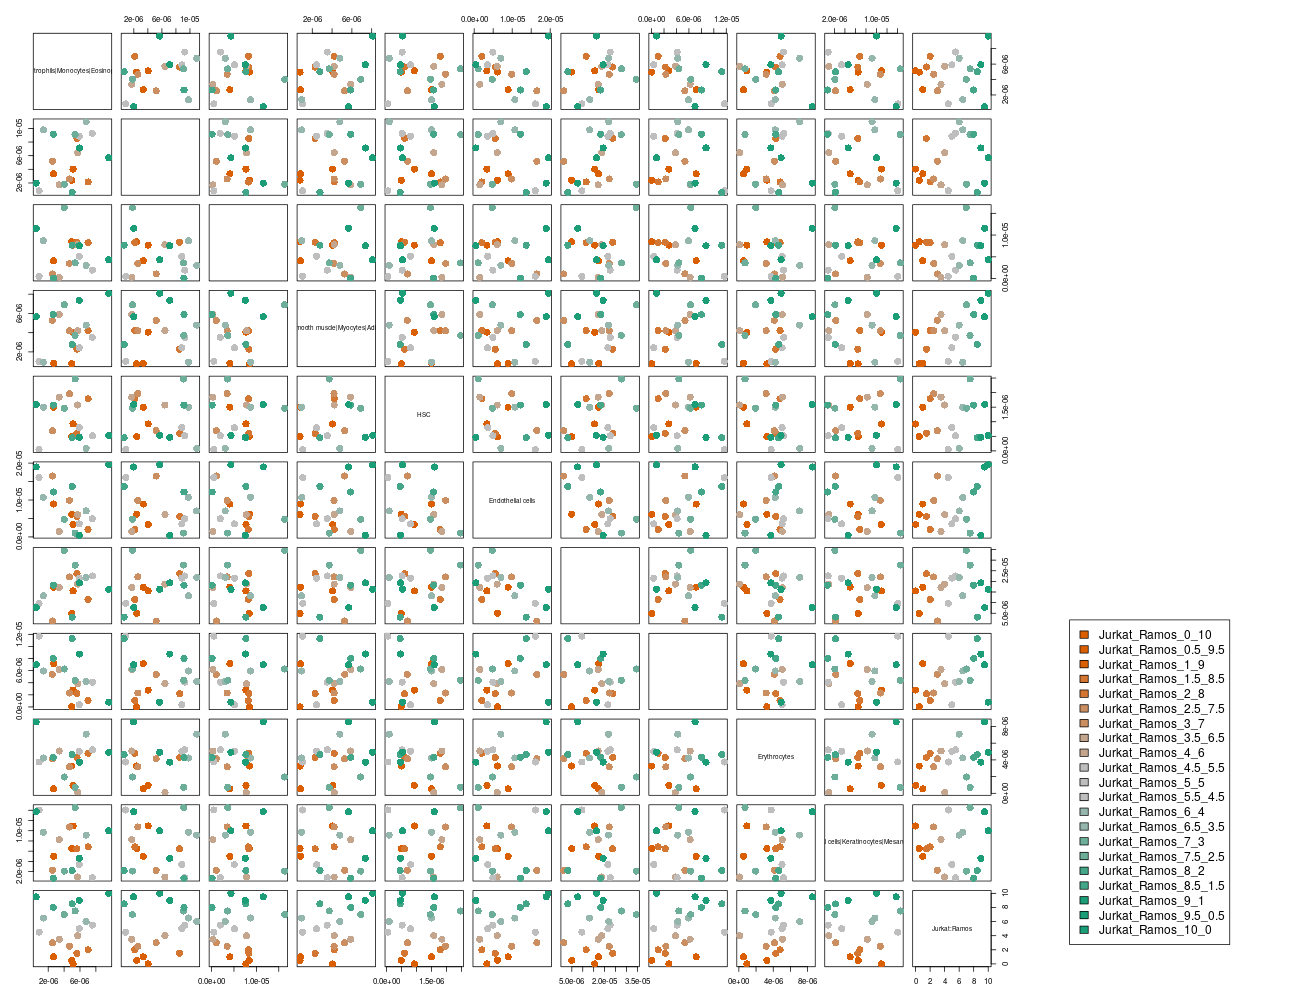 2e-06 6e-06 1e-05
2e-06 6e-06
0.0e+00 1.0e-05 2.0e-05
0.0e+00 6.0e-06 1.2e-05
2.0e-06 1.0e-05
trophils|Monocytes|Eosino
2e-06 6e-06
2e-06 6e-06 1e-05
0.0e+00 1.0e-05
2e-06 6e-06
mooth muscle|Myocytes|Adi
HSC
0.0e+00 1.5e-06
0.0e+00 1.0e-05 2.0e-05
Endothelial cells
5.0e-06 2.5e-05
0.0e+00 6.0e-06 1.2e-05
Erythrocytes
0e+00 4e-06 8e-06
2.0e-06 1.0e-05
l cells|Keratinocytes|Mesan
Jurkat:Ramos
0 2 4 6 8 10
2e-06 6e-06
0.0e+00 1.0e-05
0.0e+00 1.5e-06
5.0e-06 2.0e-05 3.5e-05
0e+00 4e-06 8e-06
0 2 4 6 8 10
Jurkat_Ramos_0_10
Jurkat_Ramos_0.5_9.5
Jurkat_Ramos_1_9
Jurkat_Ramos_1.5_8.5
Jurkat_Ramos_2_8
Jurkat_Ramos_2.5_7.5
Jurkat_Ramos_3_7
Jurkat_Ramos_3.5_6.5
Jurkat_Ramos_4_6
Jurkat_Ramos_4.5_5.5
Jurkat_Ramos_5_5
Jurkat_Ramos_5.5_4.5
Jurkat_Ramos_6_4
Jurkat_Ramos_6.5_3.5
Jurkat_Ramos_7_3
Jurkat_Ramos_7.5_2.5
Jurkat_Ramos_8_2
Jurkat_Ramos_8.5_1.5
Jurkat_Ramos_9_1
Jurkat_Ramos_9.5_0.5
Jurkat_Ramos_10_0